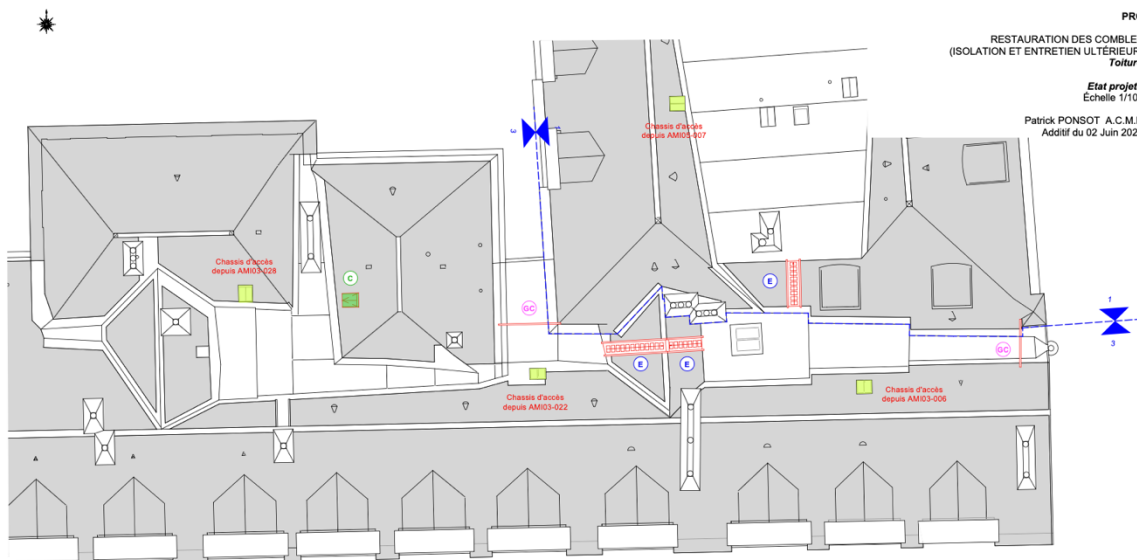 PRO
RESTAURATION DES COMBLE
(ISOLATION ET ENTRETIEN ULTÉRIEUR
Toitur
Etat projet
Échelle 1/10
Patrick PONSOT A.C.M.
Additif du 02 Juin 202
3
1
Chassis d'accès
depuis AMI05-007
Chassis d'accès
depuis AMI03-028
C
E
GC
1
3
GC
E
E
Chassis d'accès
depuis AMI03-022
Chassis d'accès
depuis AMI03-006